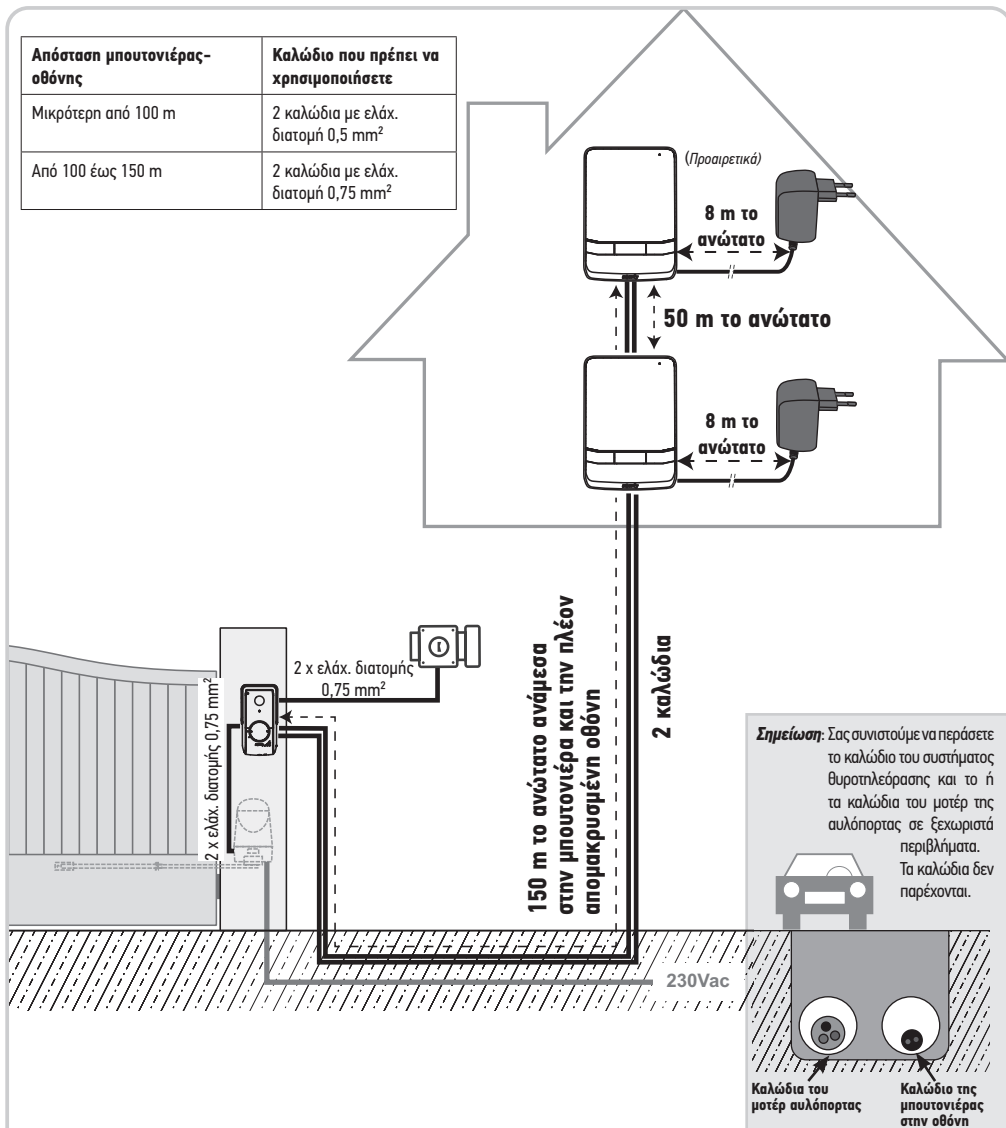 Απόσταση μπουτονιέρας-
οθόνης
Καλώδιο που πρέπει να
χρησιμοποιήσετε
Μικρότερη από 100 m
2 καλώδια με ελάχ.
διατομή 0,5 mm²
Από 100 έως 150 m
2 καλώδια με ελάχ.
διατομή 0,75 mm²
(Προαιρετικά)
8 m το
ανώτατο
50 m το ανώτατο
8 m το
ανώτατο
150 m το ανώτατο ανάμεσα
στην μπουτονιέρα και την πλέον
απομακρυσμένη οθόνη
2 καλώδια
2 x ελάχ. διατομής
0,75 mm²
2 x ελάχ. διατομής 0,75 mm²
230Vac
Σημείωση: Σας συνιστούμε να περάσετε
το καλώδιο του συστήματος
θυροτηλεόρασης και το ή
τα καλώδια του μοτέρ της
αυλόπορτας σε ξεχωριστά
περιβλήματα.
Τα καλώδια δεν
παρέχονται.
Καλώδια του
μοτέρ αυλόπορτας
Καλώδιο της
μπουτονιέρας
στην οθόνη